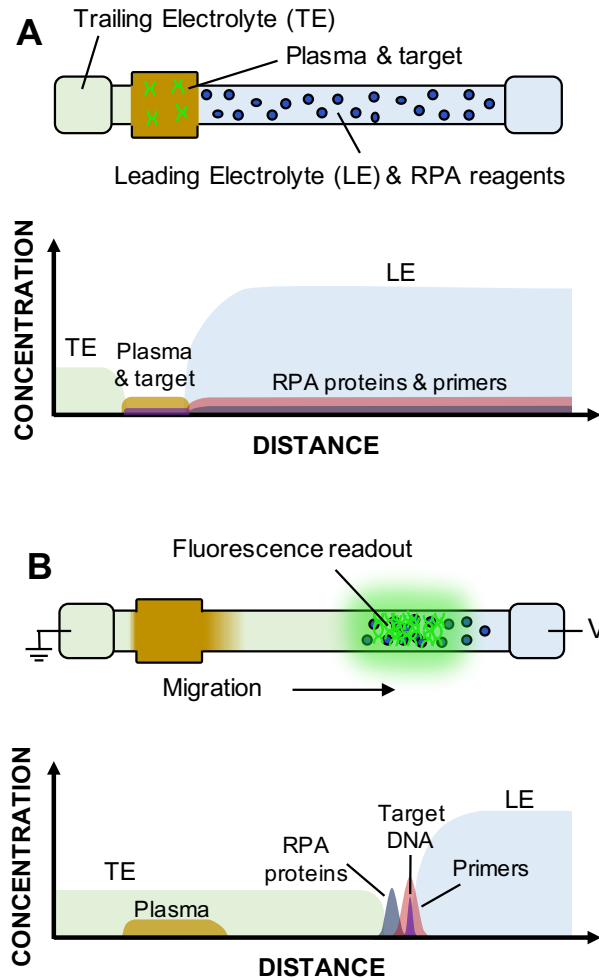 A
Trailing Electrolyte (TE)
Plasma & target
Leading Electrolyte (LE) & RPA reagents
CONCENTRATION
LE
TE
Plasma
& target
RPA proteins & primers
DISTANCE
B
Fluorescence readout
V
Migration
CONCENTRATION
LE
Target
DNA
RPA
proteins
Primers
TE
Plasma
DISTANCE